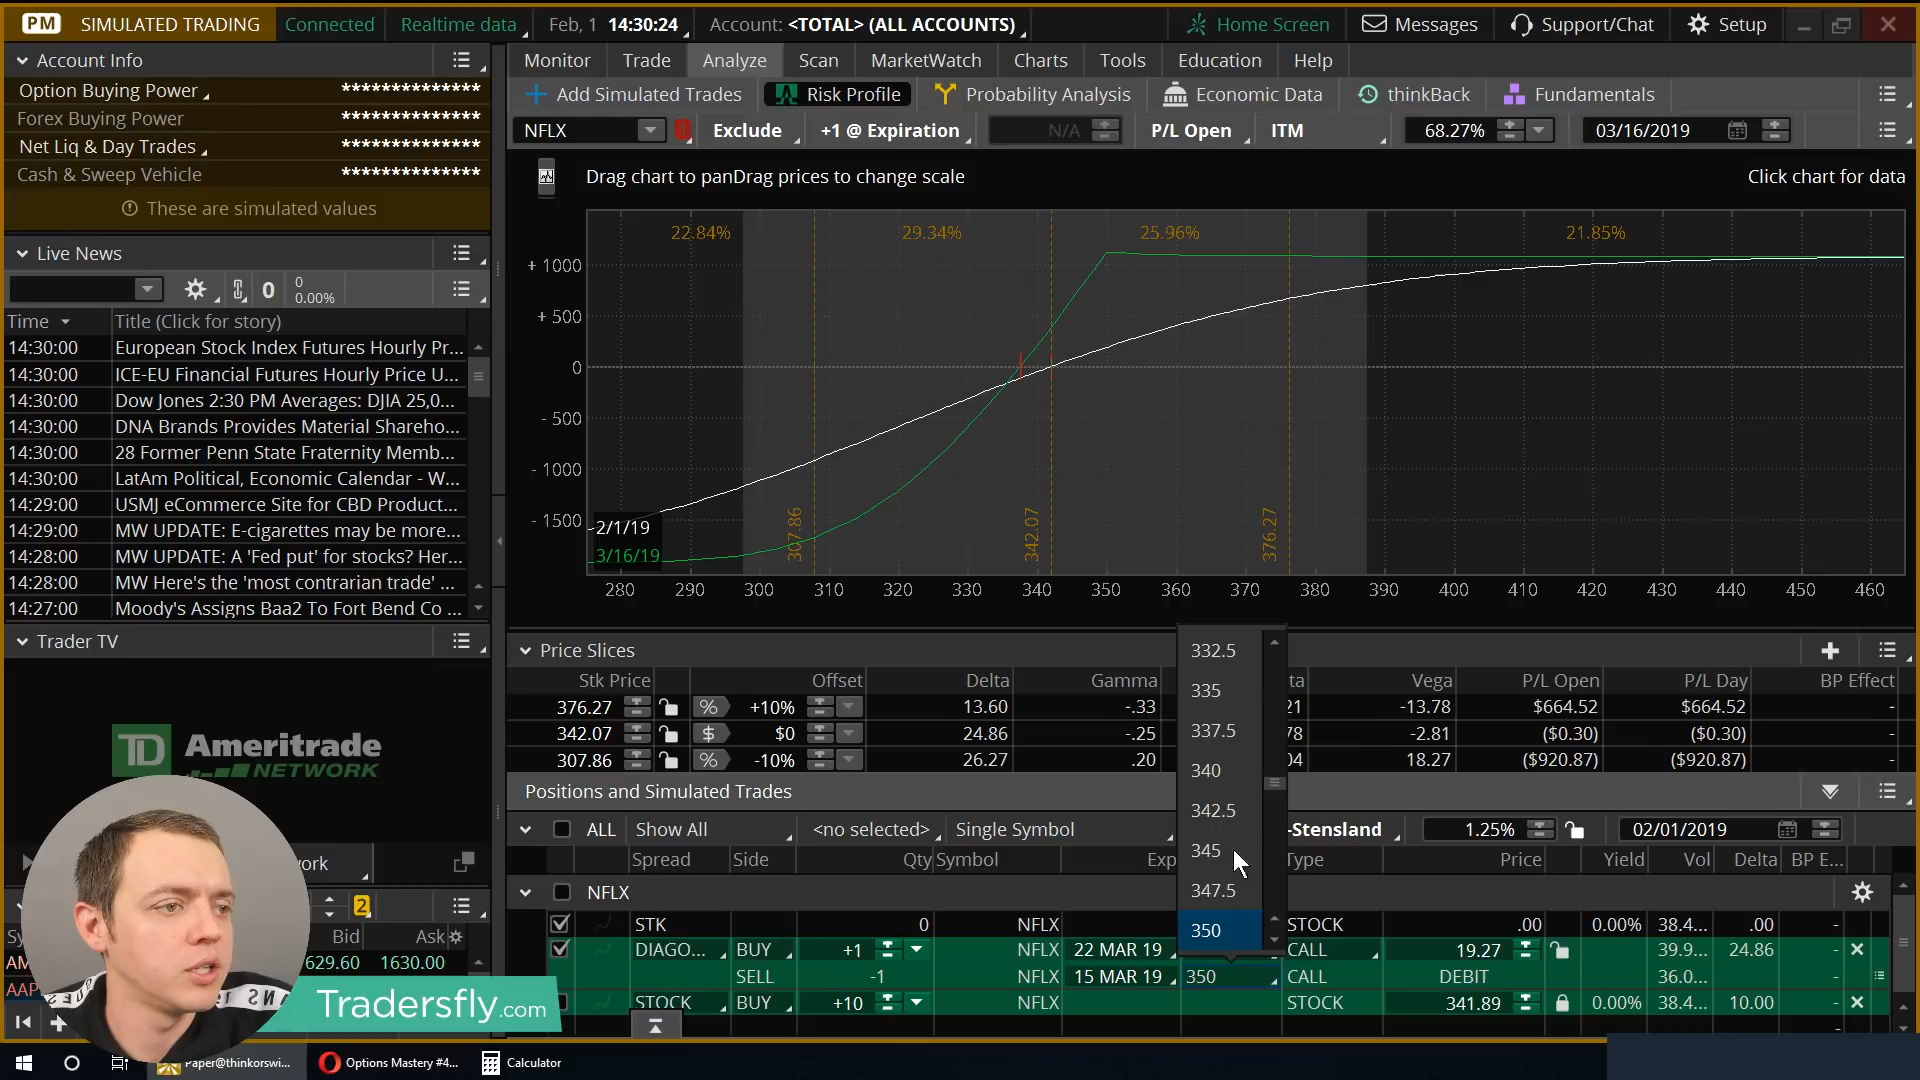 PM SIMULATED TRADING Connected Realtime data Feb, 1 14:30:24 Account: <TOTAL> (ALL ACCOUNTS) Home Screen Messages Support/Chat Setup
Account Info
Option Buying Power **************
Forex Buying Power **************
Net Liq & Day Trades **************
Cash & Sweep Vehicle **************
These are simulated values
Live News
0 0
0.00%
Time Title (Click for story)
14:30:00 European Stock Index Futures Hourly Pr...
14:30:00 ICE-EU Financial Futures Hourly Price U...
14:30:00 Dow Jones 2:30 PM Averages: DJIA 25,0...
14:30:00 DNA Brands Provides Material Shareho...
14:30:00 28 Former Penn State Fraternity Memb...
14:30:00 LatAm Political, Economic Calendar - W...
14:29:00 USMJ eCommerce Site for CBD Product...
14:29:00 MW UPDATE: E-cigarettes may be more...
14:28:00 MW UPDATE: A 'Fed put' for stocks? Her...
14:28:00 MW Here's the 'most contrarian trade' ...
14:27:00 Moody's Assigns Baa2 To Fort Bend Co ...
Trader TV
TD Ameritrade
NETWORK
2
Bid Ask
629.60 1630.00
Tradersfly.com
Monitor Trade Analyze Scan MarketWatch Charts Tools Education Help
Add Simulated Trades Risk Profile Probability Analysis Economic Data thinkBack Fundamentals
NFLX Exclude +1 @ Expiration N/A P/L Open ITM 68.27% 03/16/2019
Drag chart to panDrag prices to change scale Click chart for data
22.84% 29.34% 25.96% 21.85%
+ 1000
+ 500
0
- 500
- 1000
- 1500
307.86 342.07 376.27
2/1/19
3/16/19
280 290 300 310 320 330 340 350 360 370 380 390 400 410 420 430 440 450 460
Price Slices
Stk Price Offset Delta Gamma ta Vega P/L Open P/L Day BP Effect
376.27 % +10% 13.60 -.33 21 -13.78 $664.52 $664.52 -
342.07 $ $0 24.86 -.25 78 -2.81 ($0.30) ($0.30) -
307.86 % -10% 26.27 .20 04 18.27 ($920.87) ($920.87) -
332.5
335
337.5
340
342.5
345
347.5
350
Positions and Simulated Trades
ALL Show All <no selected> Single Symbol -Stensland 1.25% 02/01/2019
Spread Side Qty Symbol Exp Type Price Yield Vol Delta BP E...
NFLX
STK 0 NFLX STOCK .00 0.00% 38.4... .00 -
DIAGO... BUY +1 NFLX 22 MAR 19 CALL 19.27 39.9... 24.86 -
SELL -1 NFLX 15 MAR 19 350 CALL DEBIT 36.0...
STOCK BUY +10 NFLX STOCK 341.89 0.00% 38.4... 10.00 -
Paper@thinkorswi... Options Mastery #4... Calculator